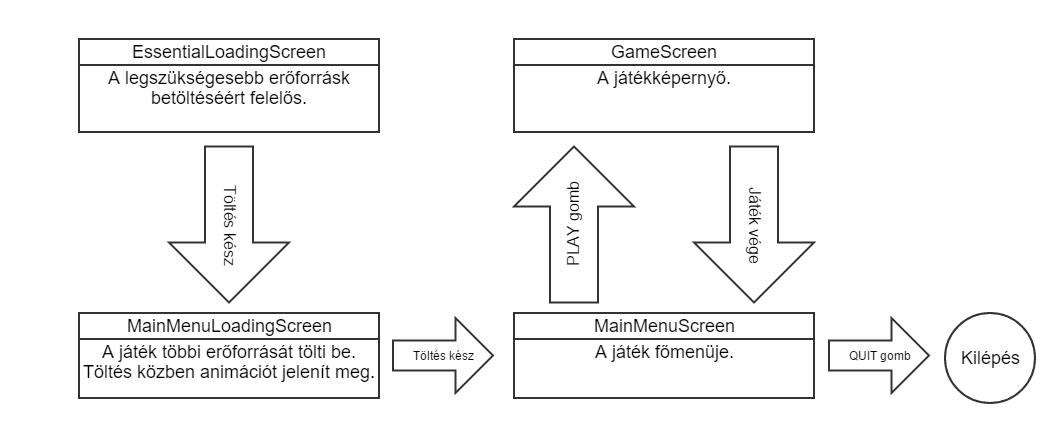 EssentialLoadingScreen
A legszükségesebb erőforrásk
betöltéséért felelős.
GameScreen
A játékképernyő.
Töltés kész
PLAY gomb
Játék vége
MainMenuLoadingScreen
A játék többi erőforrását tölti be.
Töltés közben animációt jelenít meg.
Töltés kész
MainMenuScreen
A játék főmenüje.
QUIT gomb
Kilépés